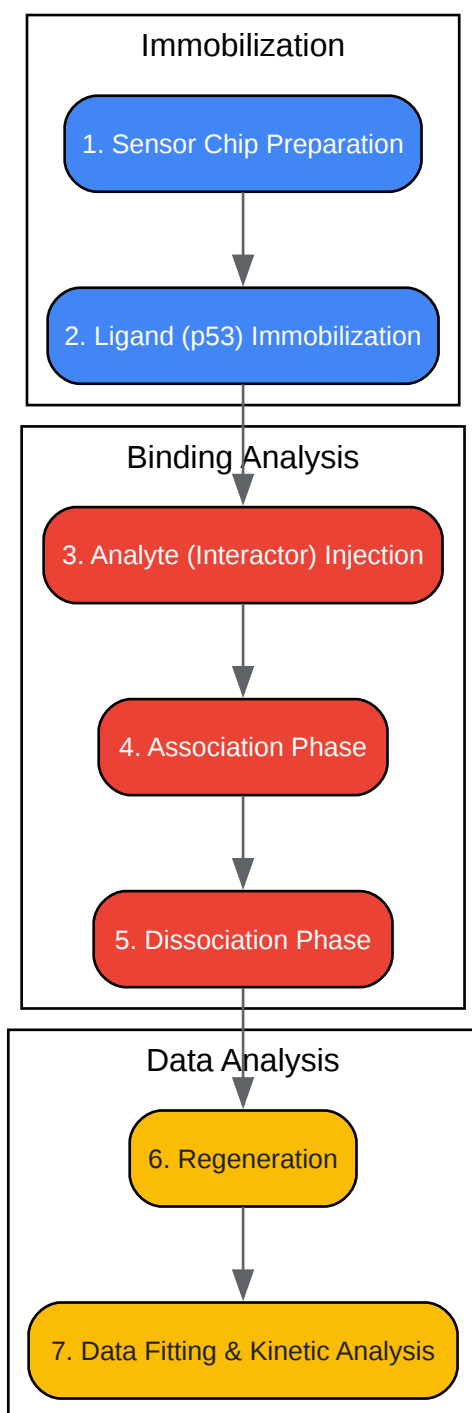 Immobilization
1. Sensor Chip Preparation
2. Ligand (p53) Immobilization
Binding Analysis
3. Analyte (Interactor) Injection
4. Association Phase
5. Dissociation Phase
Data Analysis
6. Regeneration
7. Data Fitting & Kinetic Analysis